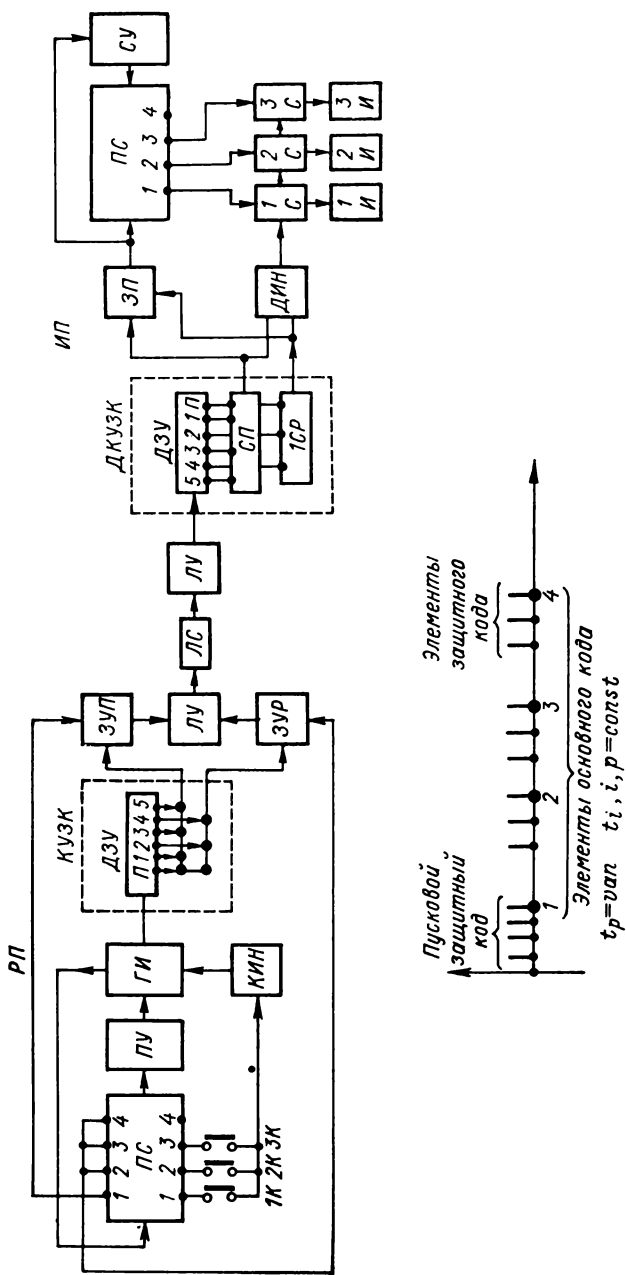 РП
1 2 3 4
ПС
1 2 3 4
1К 2К 3К
ПУ
ГИ
КИН
КУЗК
ДЗУ
П 1 2 3 4 5
ЗУП
ЛУ
ЗУР
ЛС
ЛУ
ДКУЗК
ДЗУ
5 4 3 2 1 П
СП
1СР
ИП
ЗП
ДИН
ПС
1 2 3 4
СУ
1 С
2 С
3 С
1 И
2 И
3 И
Пусковой защитный код
Элементы защитного кода
1 2 3 4
Элементы основного кода
tp=van ti, i, p=const